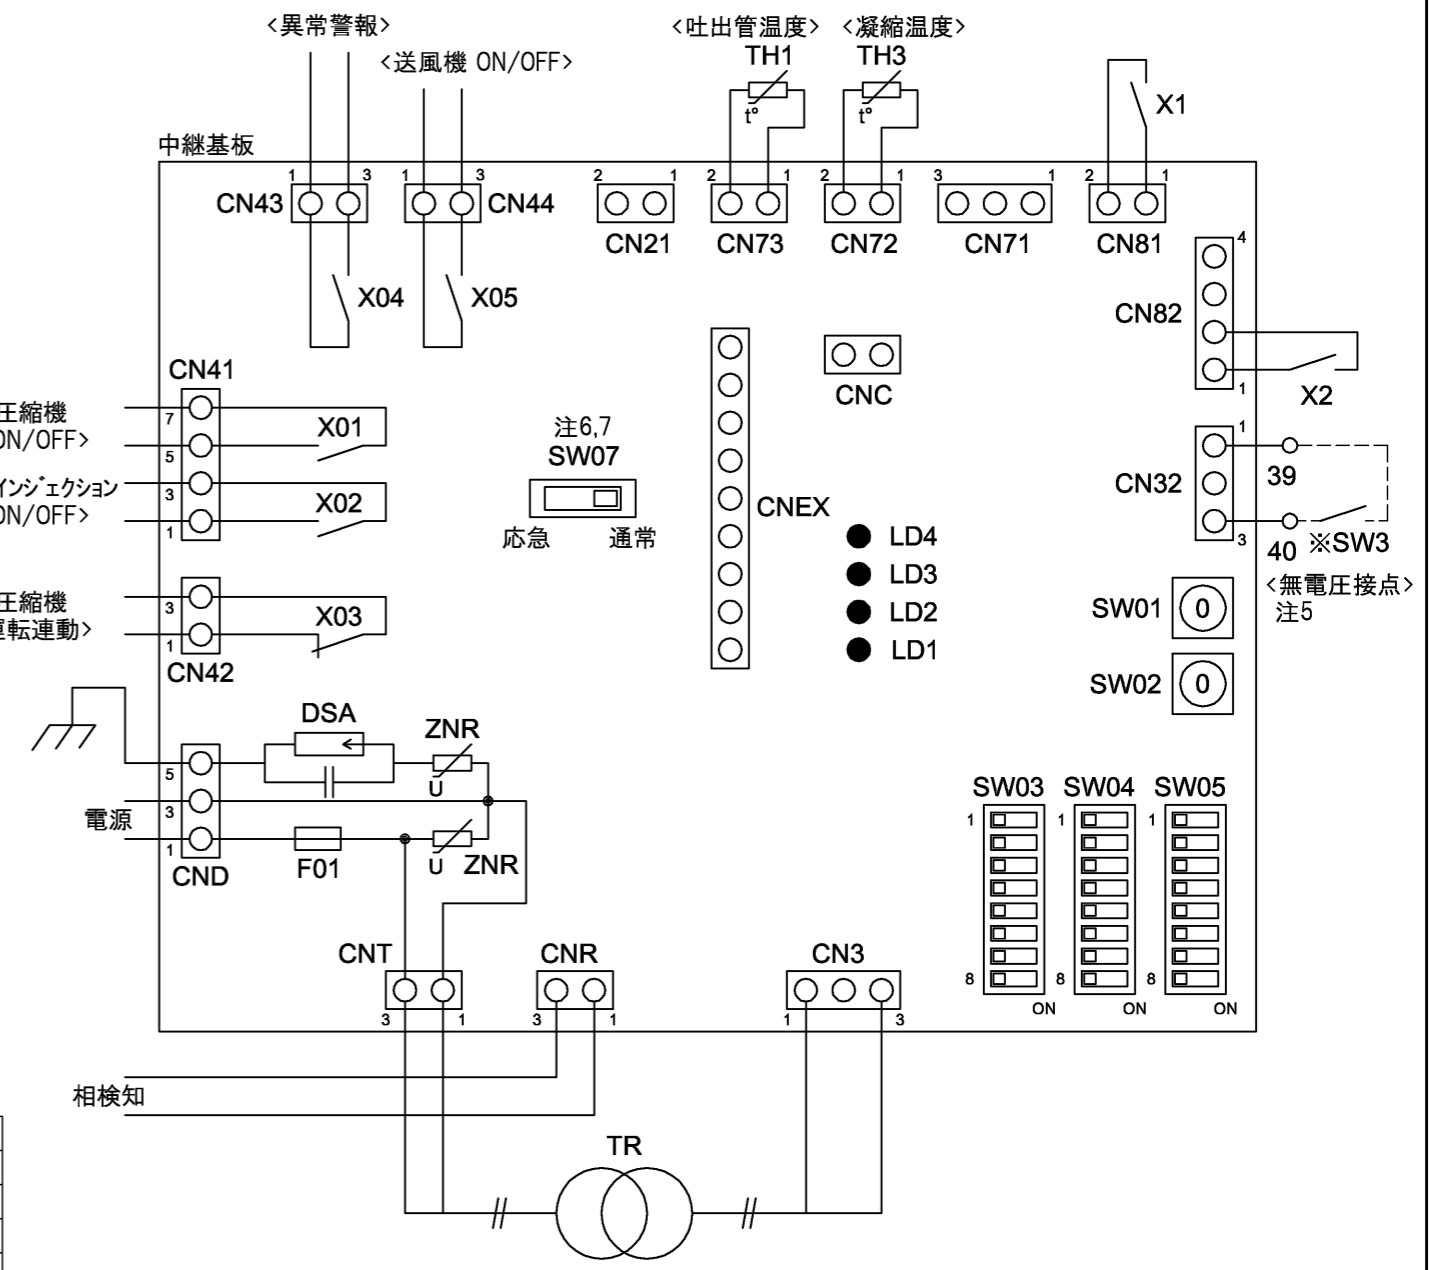 <異常警報>
<送風機 ON/OFF>
<吐出管温度>
TH1
t°
<凝縮温度>
TH3
t°
X1
中継基板
1 3
CN43
1 3
CN44
2 1
CN21
2 1
CN73
2 1
CN72
3 1
CN71
2 1
CN81
X04
X05
4
CN82
1
X2
CN41
圧縮機
ON/OFF>
7
5
X01
インジェクション
ON/OFF>
3
1
X02
注6,7
SW07
応急 通常
CNEX
CNC
LD4
LD3
LD2
LD1
1
CN32
3
39
40
※SW3
<無電圧接点>
注5
SW01
0
SW02
0
圧縮機
運転連動>
3
1
X03
CN42
DSA
ZNR
U
5
3
1
電源
CND
F01
U
ZNR
SW03 SW04 SW05
1 1 1
8 8 8
ON ON ON
CNT
3 1
CNR
3 1
CN3
1 3
相検知
TR